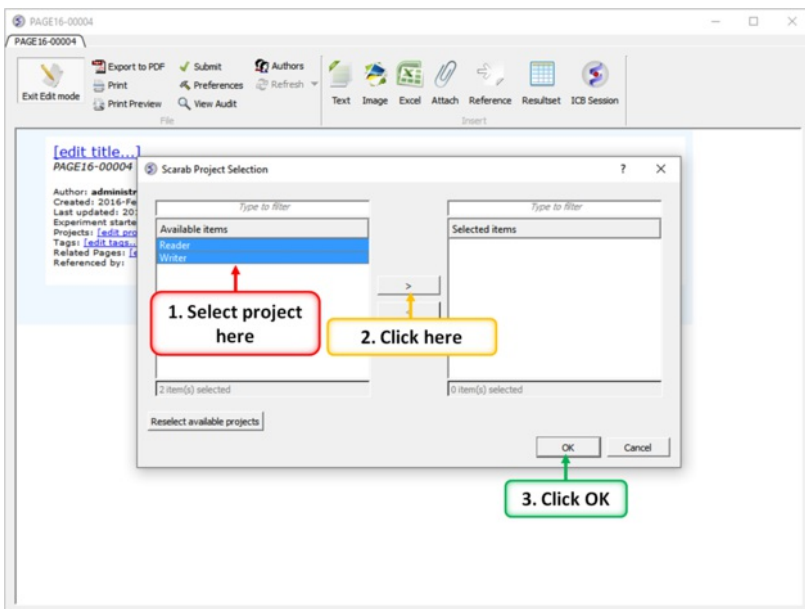 PAGE16-00004
PAGE16-00004
Exit Edit mode
Export to PDF
Print
Print Preview
Submit
Preferences
View Audit
Authors
Refresh
File
Text
Image
Excel
Attach
Reference
Resultset
ICB Session
Insert
[edit title...]
PAGE16-00004
Author: administr
Created: 2016-Fe
Last updated: 201
Experiment starte
Projects: [edit pro
Tags: [edit tags..
Related Pages: [e
Referenced by:
Scarab Project Selection
Type to filter
Available items
Reader
Writer
2 item(s) selected
Reselect available projects
>
<
Type to filter
Selected items
0 item(s) selected
OK
Cancel
1. Select project
here
2. Click here
3. Click OK